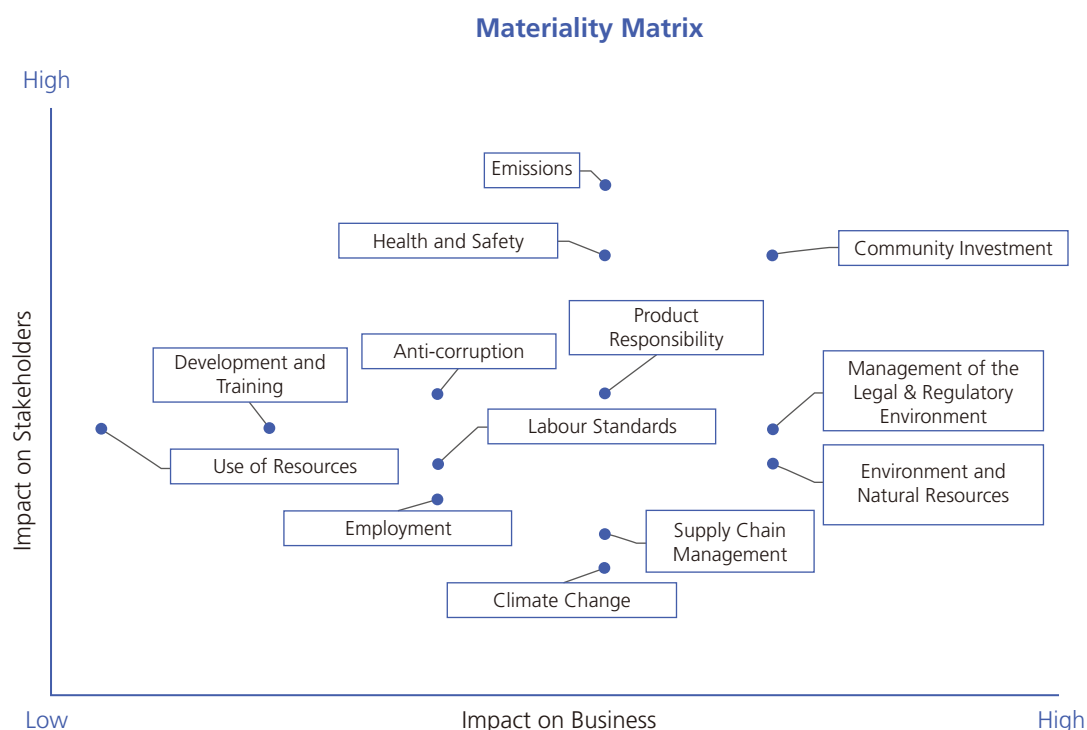 Materiality Matrix
High
Emissions
Health and Safety
Community Investment
Product
Responsibility
Anti-corruption
Development and
Training
Management of the
Legal & Regulatory
Environment
Labour Standards
Use of Resources
Environment and
Natural Resources
Employment
Supply Chain
Management
Climate Change
Impact on Stakeholders
Low
Impact on Business
High